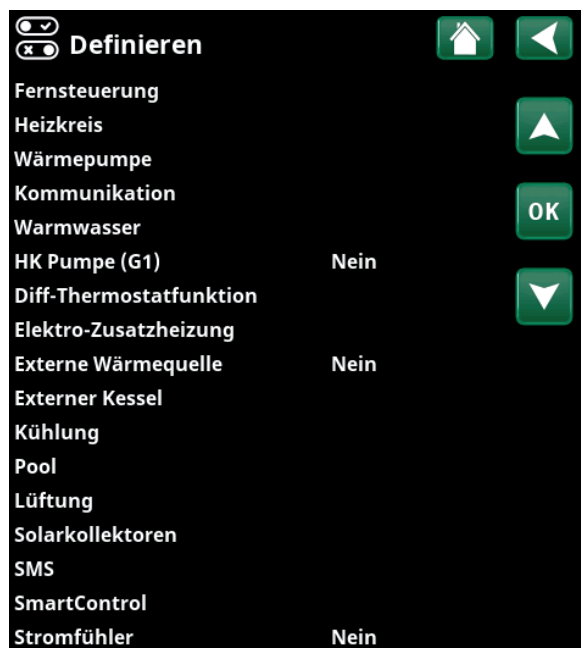 Definieren
Fernsteuerung
Heizkreis
Wärmepumpe
Kommunikation
OK
Warmwasser
HK Pumpe (G1) Nein
Diff-Thermostatfunktion
Elektro-Zusatzheizung
Externe Wärmequelle Nein
Externer Kessel
Kühlung
Pool
Lüftung
Solarkollektoren
SMS
SmartControl
Stromfühler Nein